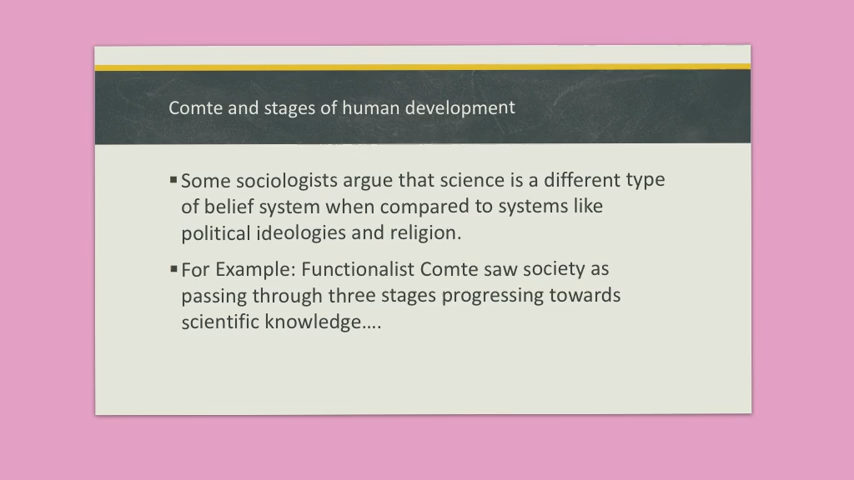 Comte and stages of human development
▪Some sociologists argue that science is a different type
of belief system when compared to systems like
political ideologies and religion.
▪For Example: Functionalist Comte saw society as
passing through three stages progressing towards
scientific knowledge….